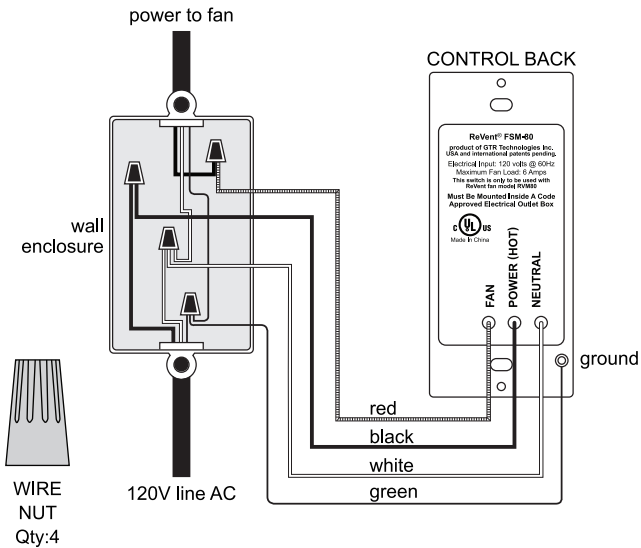 power to fan
CONTROL BACK
ReVent® FSM-80
product of GTR Technologies Inc.
USA and international patents pending.
Electrical Input: 120 volts @ 60Hz
Maximum Fan Load: 6 Amps
This switch is only to be used with
ReVent fan model RVM80
Must Be Mounted Inside A Code
Approved Electrical Outlet Box
C UL US
Made In China
wall
enclosure
FAN
POWER (HOT)
NEUTRAL
ground
red
black
white
green
WIRE
NUT
Qty:4
120V line AC